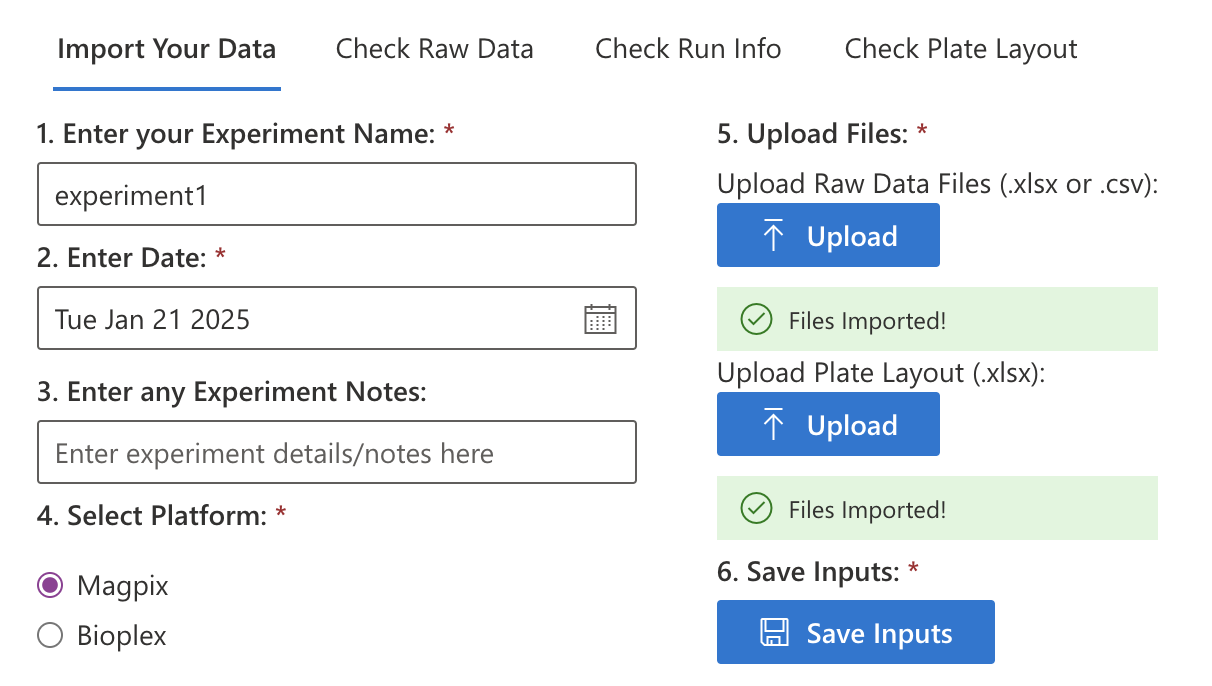 Import Your Data
Check Raw Data
Check Run Info
Check Plate Layout
1. Enter your Experiment Name: *
experiment1
2. Enter Date: *
Tue Jan 21 2025
3. Enter any Experiment Notes:
Enter experiment details/notes here
4. Select Platform: *
Magpix
Bioplex
5. Upload Files: *
Upload Raw Data Files (.xlsx or .csv):
Upload
Files Imported!
Upload Plate Layout (.xlsx):
Upload
Files Imported!
6. Save Inputs: *
Save Inputs